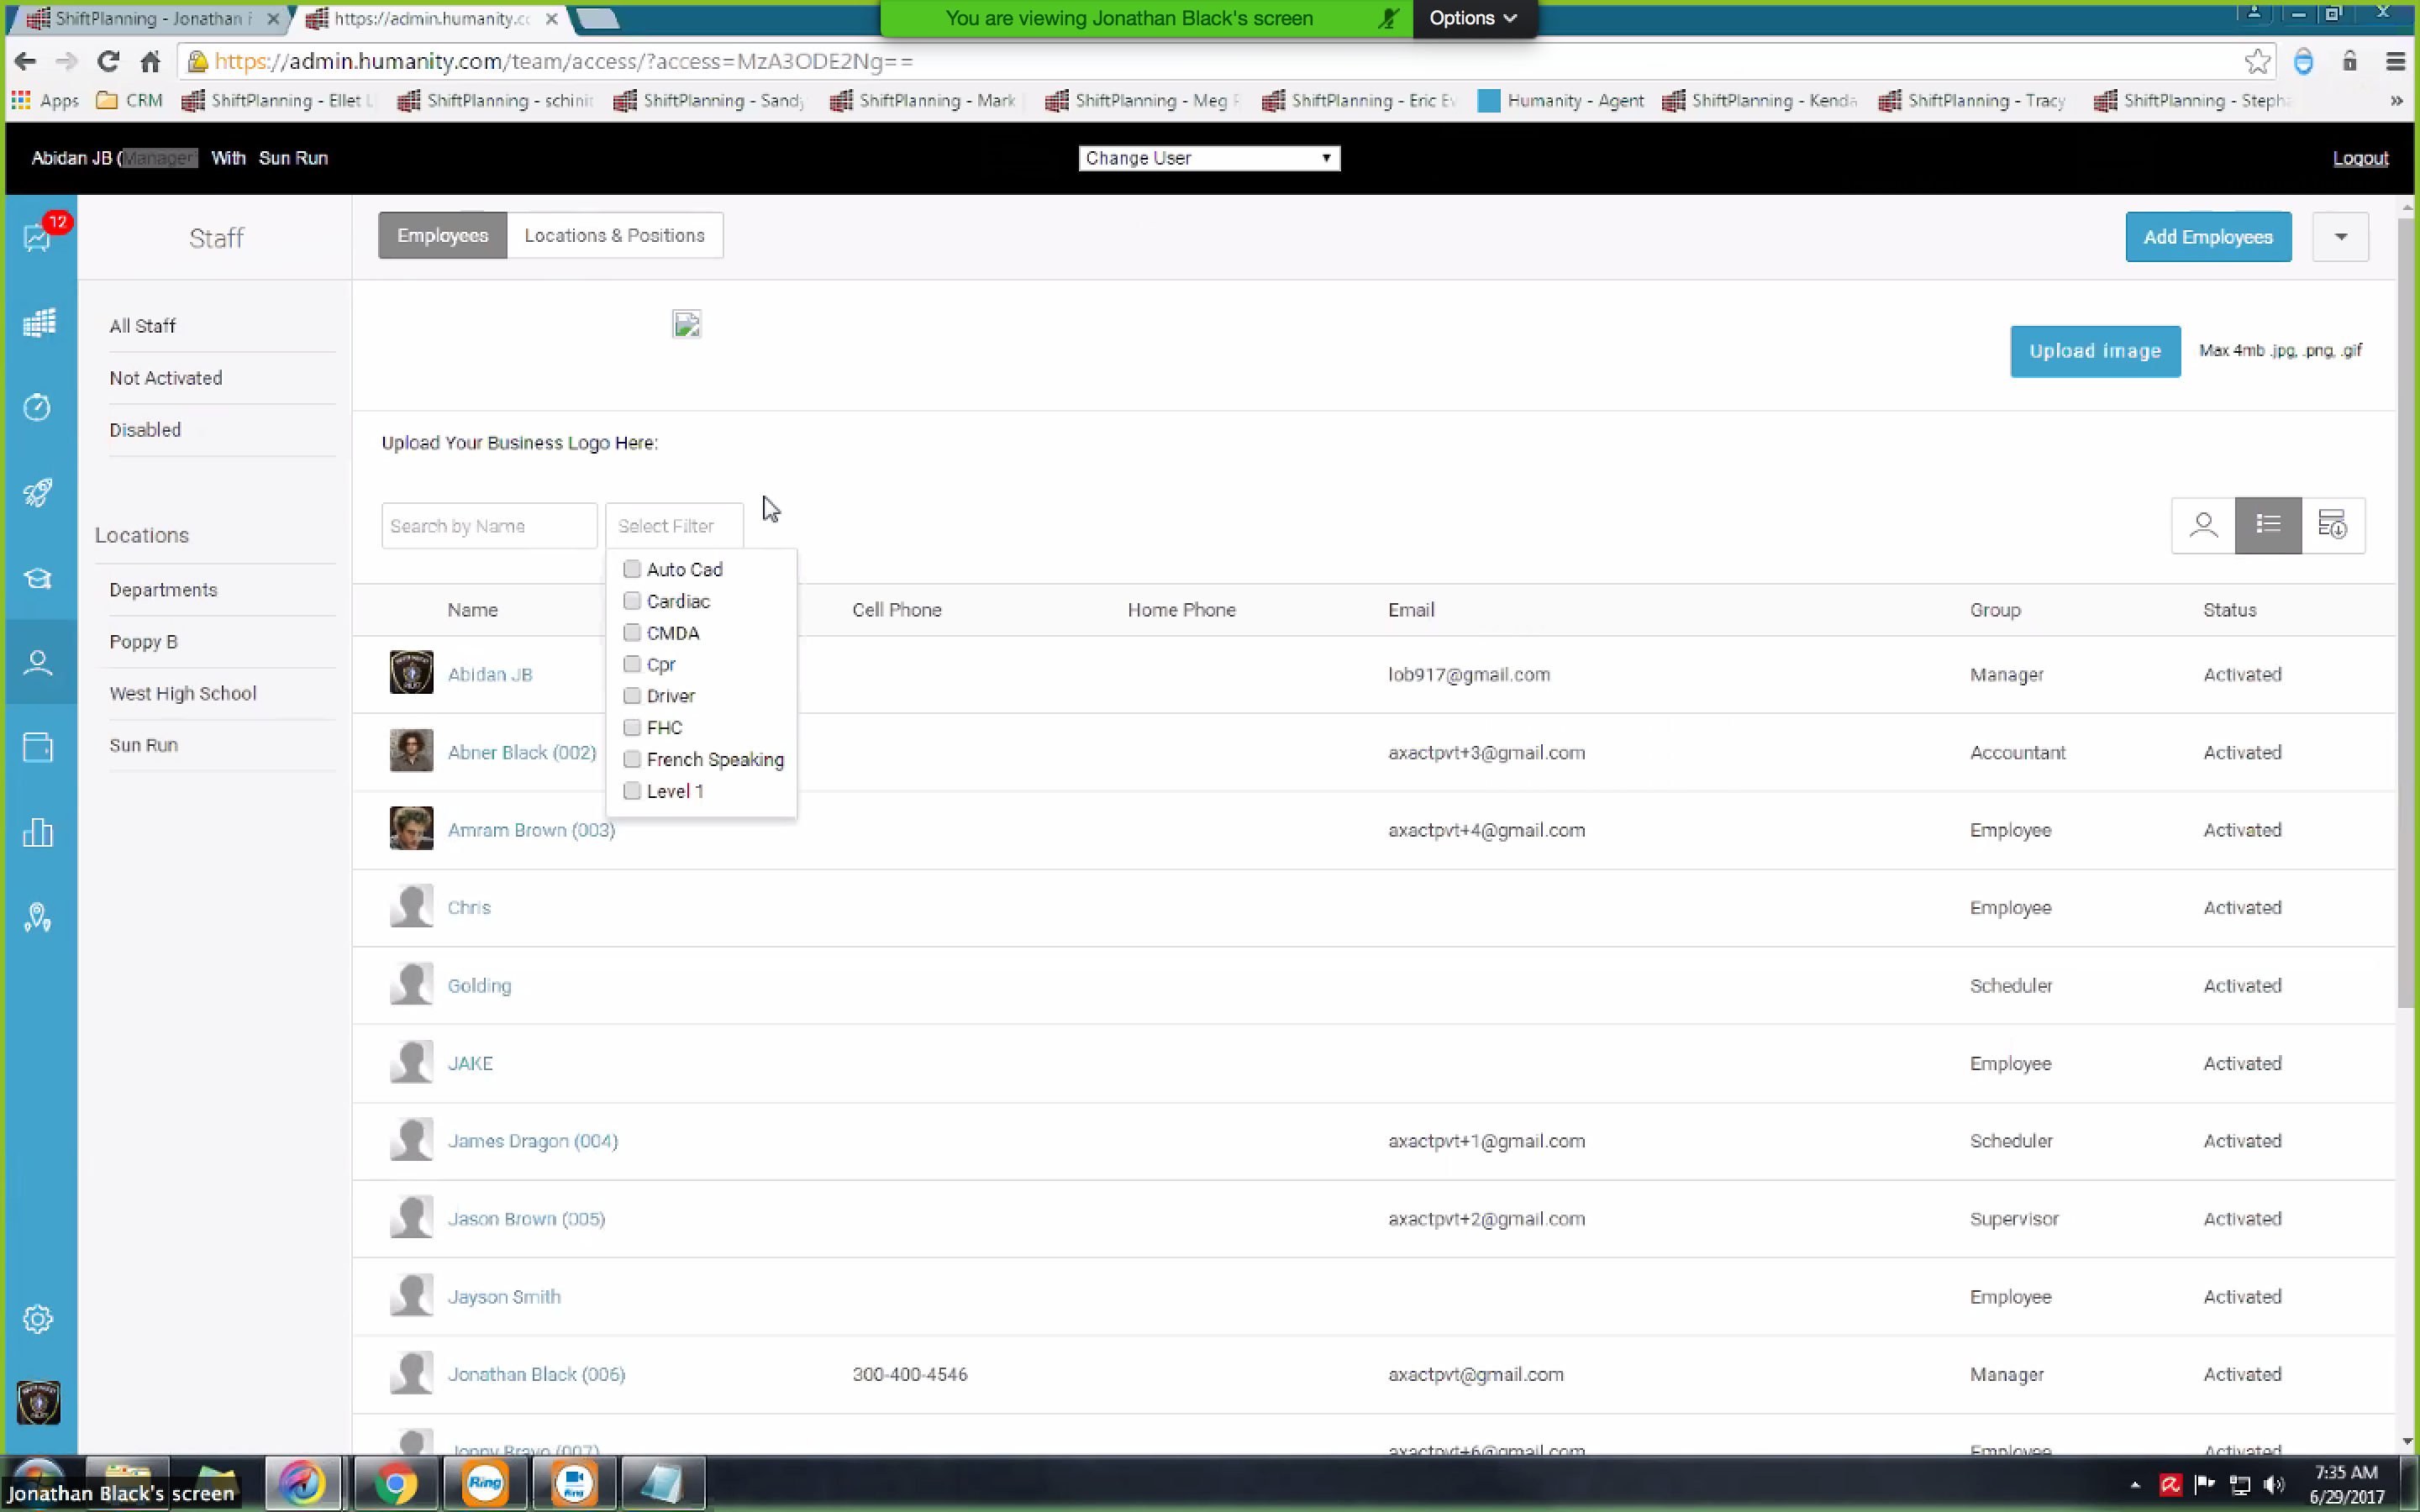 ShiftPlanning - Jonathan
https://admin.humanity.co
You are viewing Jonathan Black's screen
Options
https://admin.humanity.com/team/access/?access=MzA3ODE2Ng==
Apps CRM ShiftPlanning - Ellet ShiftPlanning - schinit ShiftPlanning - Sandy ShiftPlanning - Mark ShiftPlanning - Meg ShiftPlanning - Eric Humanity - Agent ShiftPlanning - Kenda ShiftPlanning - Tracy ShiftPlanning - Steph »
Abidan JB (Manager) With Sun Run
Change User
Logout
12
Staff
Employees Locations & Positions
Add Employees
All Staff
Not Activated
Disabled
Locations
Departments
Poppy B
West High School
Sun Run
Upload image Max 4mb .jpg, .png, .gif
Upload Your Business Logo Here:
Search by Name Select Filter
Auto Cad
Cardiac
CMDA
Cpr
Driver
FHC
French Speaking
Level 1
Name Cell Phone Home Phone Email Group Status
Abidan JB lob917@gmail.com Manager Activated
Abner Black (002) axactpvt+3@gmail.com Accountant Activated
Amram Brown (003) axactpvt+4@gmail.com Employee Activated
Chris Employee Activated
Golding Scheduler Activated
JAKE Employee Activated
James Dragon (004) axactpvt+1@gmail.com Scheduler Activated
Jason Brown (005) axactpvt+2@gmail.com Supervisor Activated
Jayson Smith Employee Activated
Jonathan Black (006) 300-400-4546 axactpvt@gmail.com Manager Activated
Jonny Bravo (007) axactpvt+6@gmail.com Employee Activated
Jonathan Black's screen
Ring
Ring
7:35 AM
6/29/2017